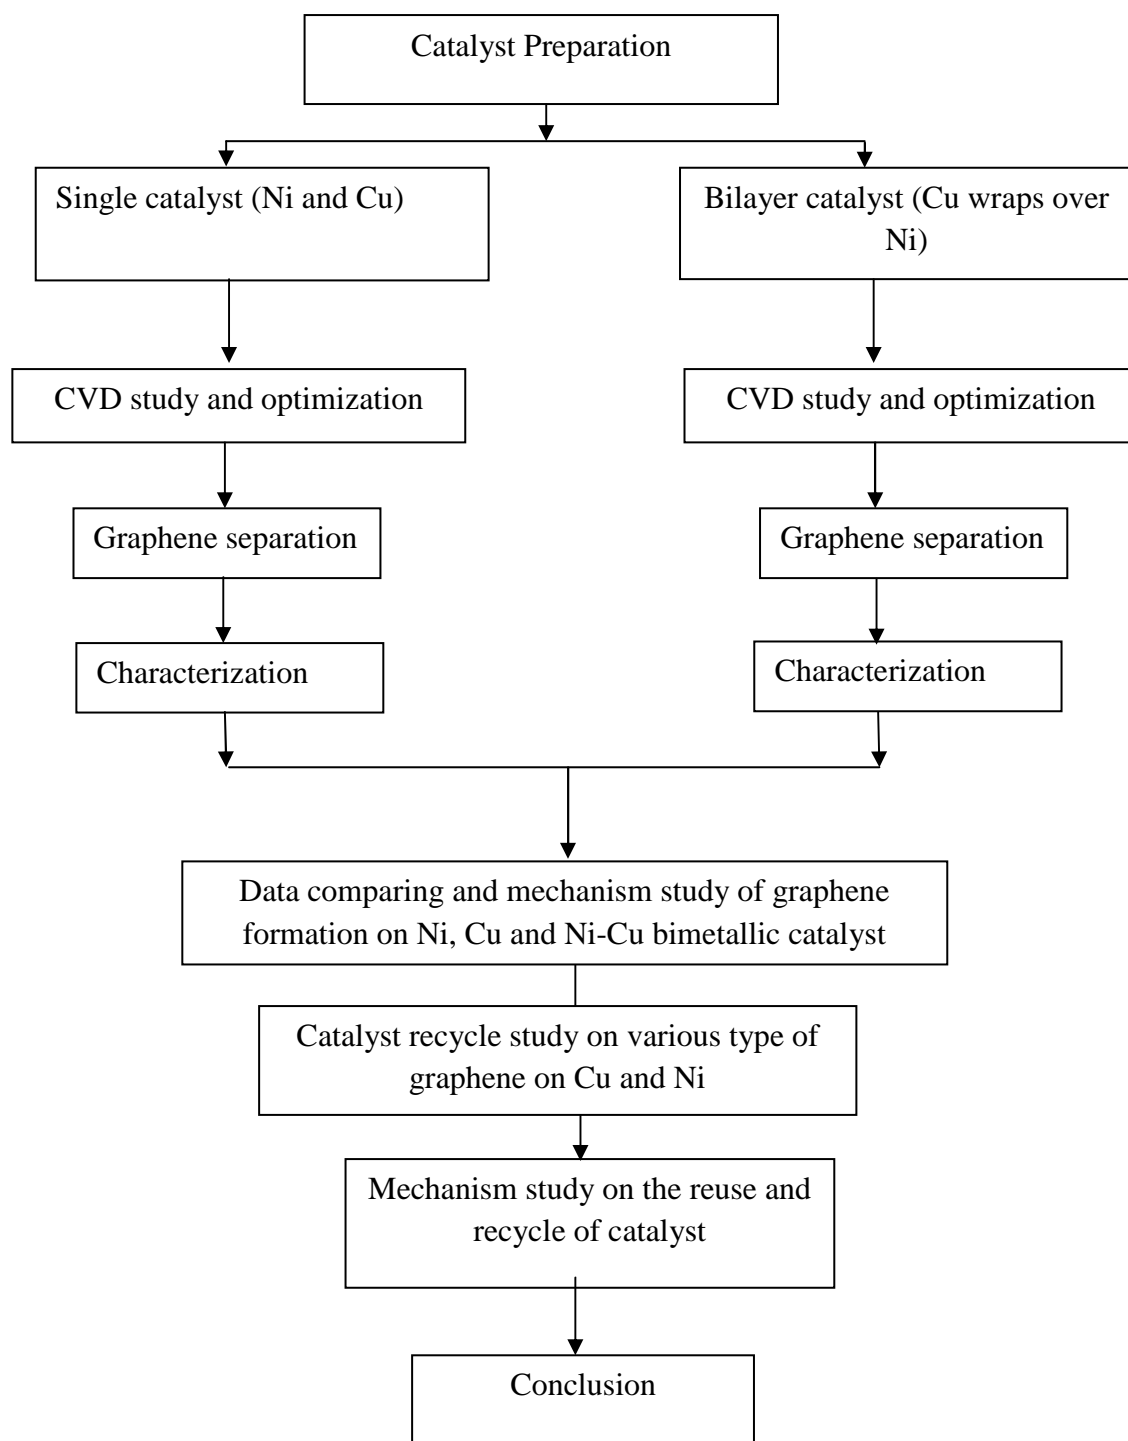 Catalyst Preparation
Single catalyst (Ni and Cu)
Bilayer catalyst (Cu wraps over
Ni)
CVD study and optimization
CVD study and optimization
Graphene separation
Graphene separation
Characterization
Characterization
Data comparing and mechanism study of graphene
formation on Ni, Cu and Ni-Cu bimetallic catalyst
Catalyst recycle study on various type of
graphene on Cu and Ni
Mechanism study on the reuse and
recycle of catalyst
Conclusion